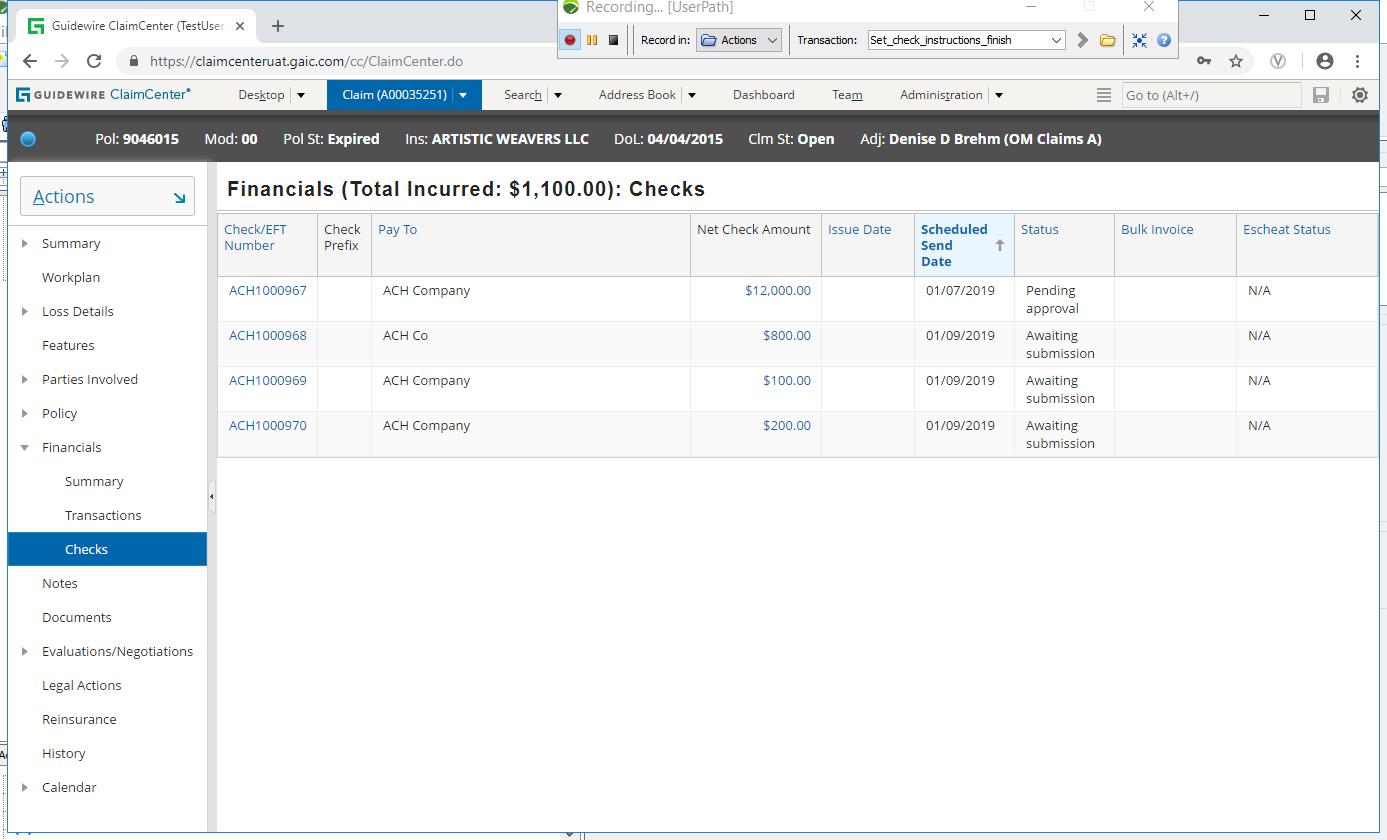 Recording... [UserPath]
Guidewire ClaimCenter (TestUser
Record in: Actions Transaction: Set_check_instructions_finish
https://claimcenteruat.gaic.com/cc/ClaimCenter.do
GUIDEWIRE ClaimCenter® Desktop Claim (A00035251) Search Address Book Dashboard Team Administration Go to (Alt+/)
Pol: 9046015 Mod: 00 Pol St: Expired Ins: ARTISTIC WEAVERS LLC DoL: 04/04/2015 Clm St: Open Adj: Denise D Brehm (OM Claims A)
Actions
Summary
Workplan
Loss Details
Features
Parties Involved
Policy
Financials
Summary
Transactions
Checks
Notes
Documents
Evaluations/Negotiations
Legal Actions
Reinsurance
History
Calendar
Financials (Total Incurred: $1,100.00): Checks
Check/EFT Number Check Prefix Pay To Net Check Amount Issue Date Scheduled Send Date Status Bulk Invoice Escheat Status
ACH1000967 ACH Company $12,000.00 01/07/2019 Pending approval N/A
ACH1000968 ACH Co $800.00 01/09/2019 Awaiting submission N/A
ACH1000969 ACH Company $100.00 01/09/2019 Awaiting submission N/A
ACH1000970 ACH Company $200.00 01/09/2019 Awaiting submission N/A